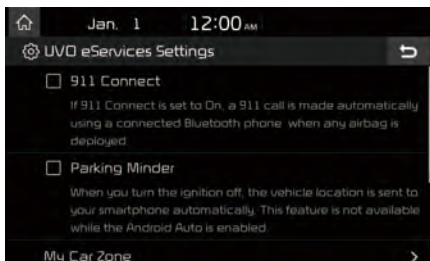 Jan. 1 12:00 AM
UVO eServices Settings
911 Connect
If 911 Connect is set to On, a 911 call is made automatically
using a connected Bluetooth phone when any airbag is
deployed.
Parking Minder
When you turn the ignition off, the vehicle location is sent to
your smartphone automatically. This feature is not available
while the Android Auto is enabled.
My Car Zone